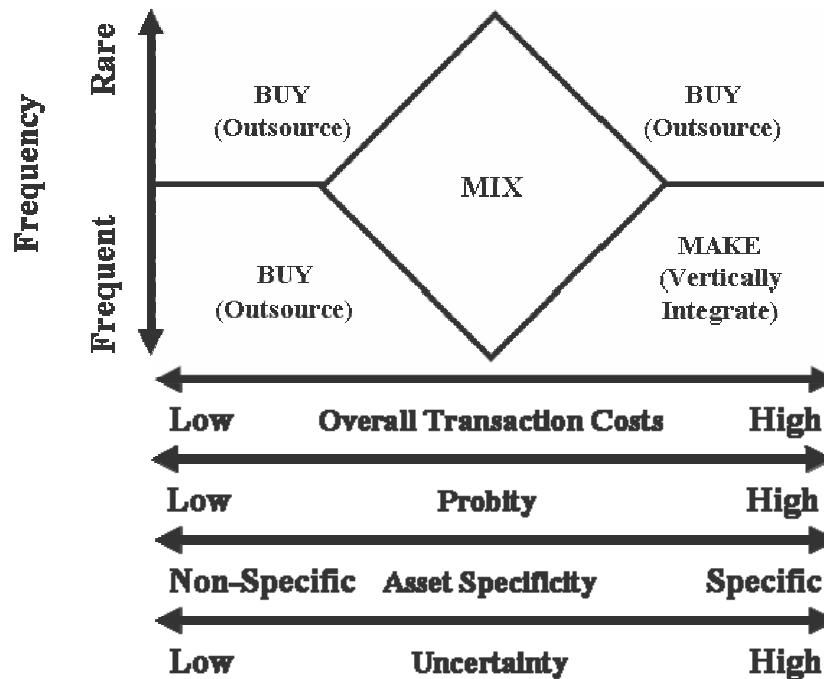 Frequency
Rare
Frequent
BUY
(Outsource)
BUY
(Outsource)
MIX
BUY
(Outsource)
MAKE
(Vertically
Integrate)
Low Overall Transaction Costs High
Low Probity High
Non-Specific Asset Specificity Specific
Low Uncertainty High